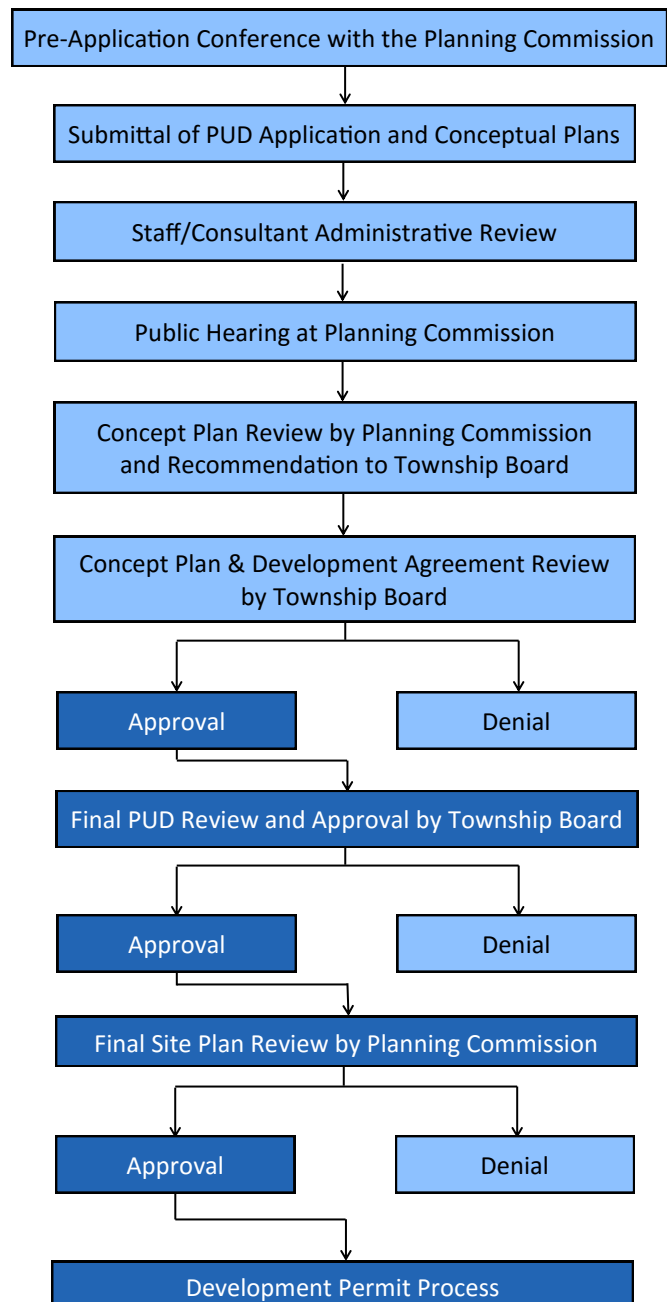 Pre-Application Conference with the Planning Commission
Submittal of PUD Application and Conceptual Plans
Staff/Consultant Administrative Review
Public Hearing at Planning Commission
Concept Plan Review by Planning Commission
and Recommendation to Township Board
Concept Plan & Development Agreement Review
by Township Board
Approval
Denial
Final PUD Review and Approval by Township Board
Approval
Denial
Final Site Plan Review by Planning Commission
Approval
Denial
Development Permit Process